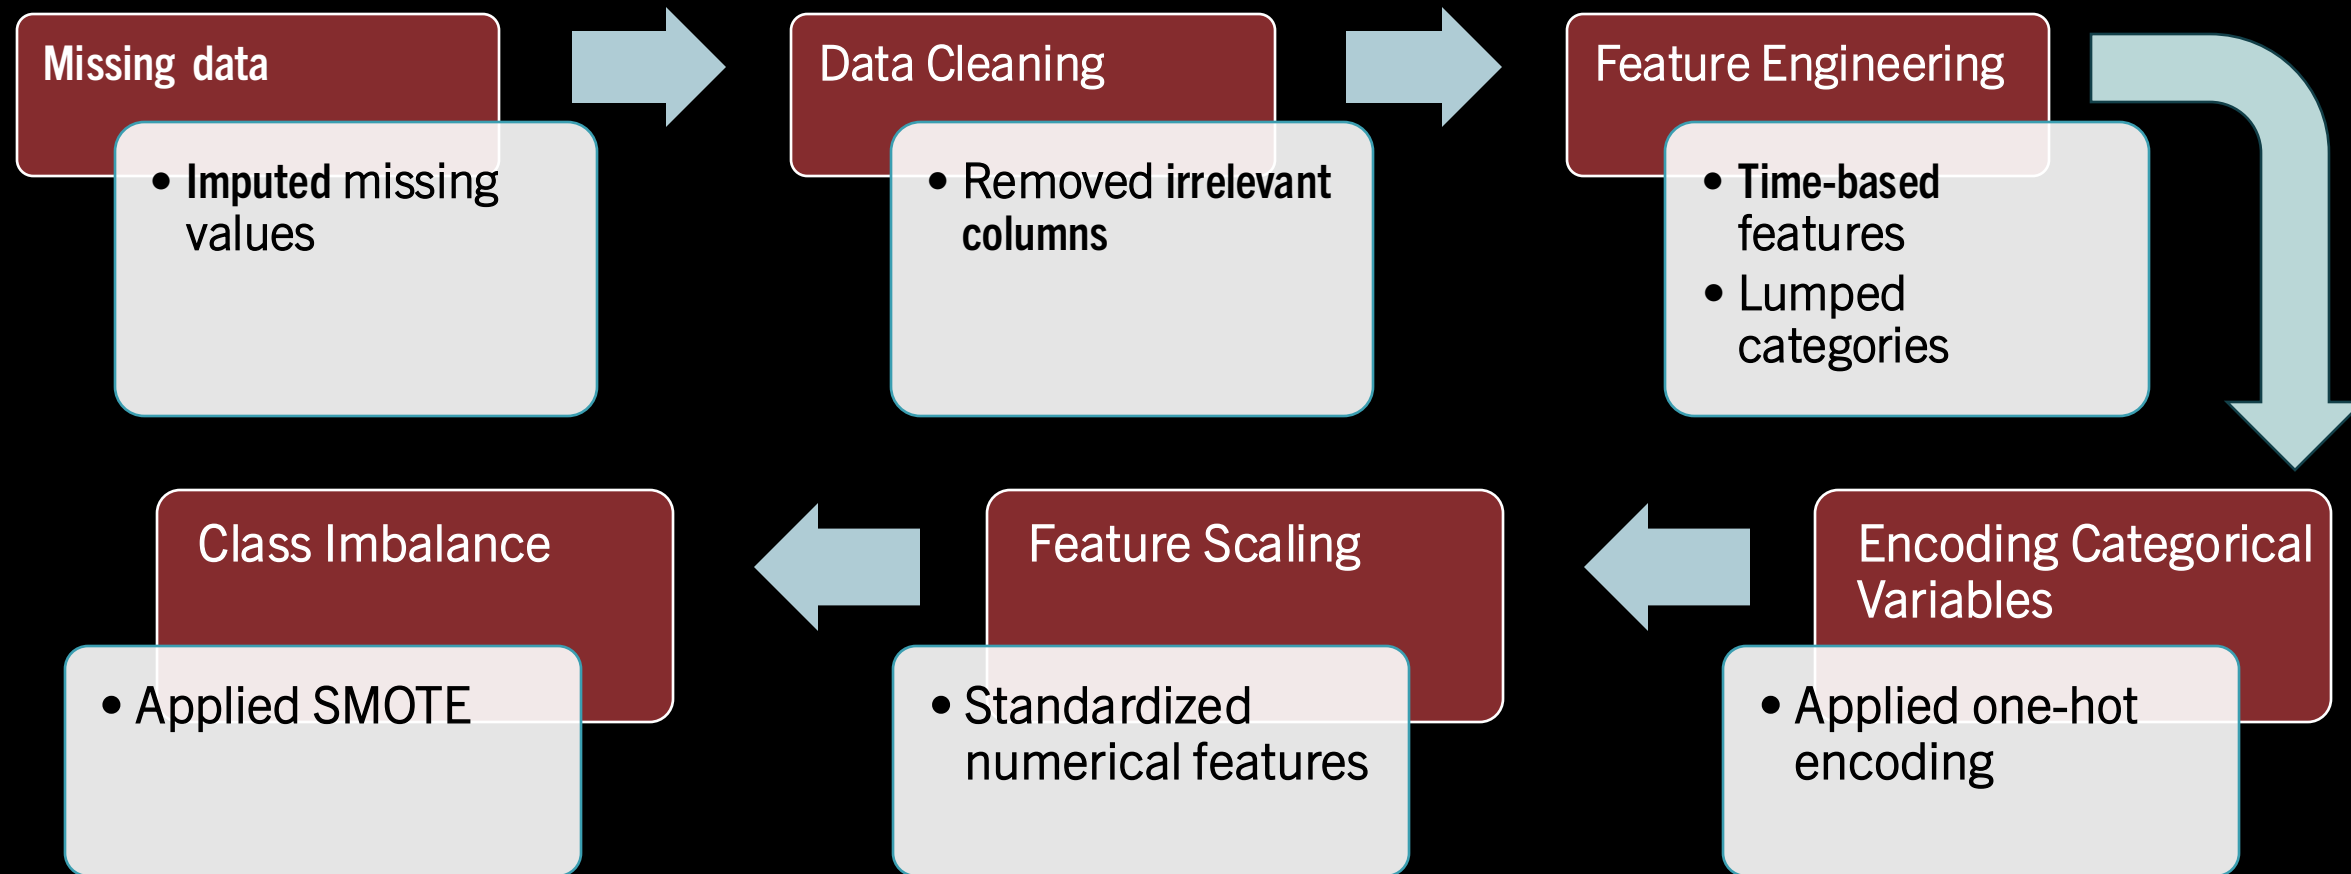 Missing data
• Imputed missing
values
Data Cleaning
• Removed irrelevant
columns
Feature Engineering
• Time-based
features
• Lumped
categories
Encoding Categorical
Variables
• Applied one-hot
encoding
Feature Scaling
• Standardized
numerical features
Class Imbalance
• Applied SMOTE